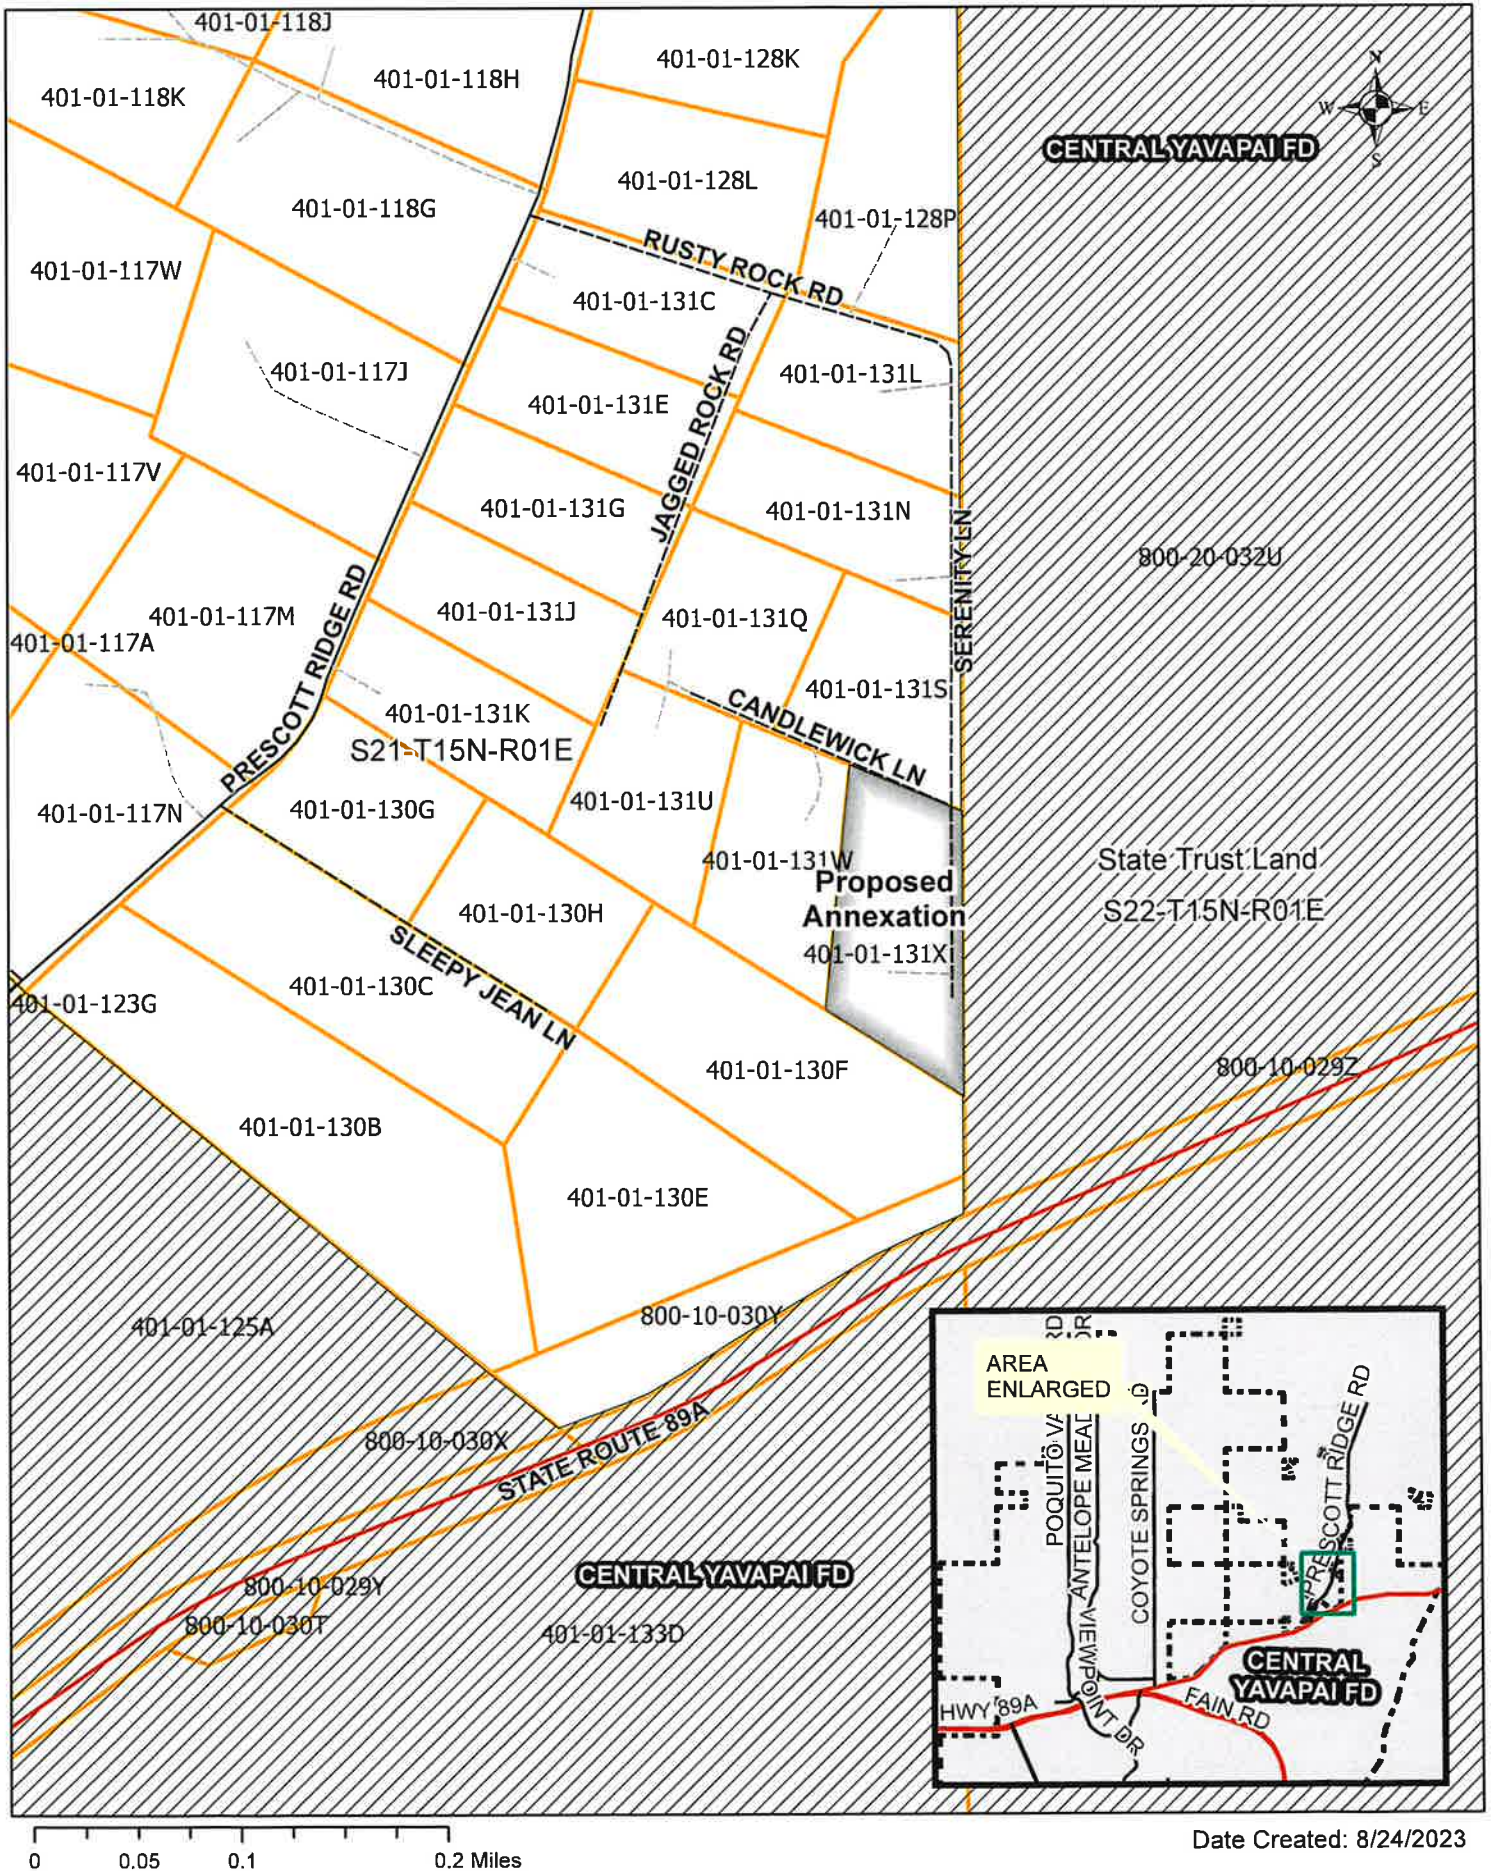 401-01-118J
401-01-128K
401-01-118H
401-01-118K
N
W
E
S
CENTRAL YAVAPAI FD
401-01-128L
401-01-118G
401-01-128P
RUSTY ROCK RD
401-01-117W
401-01-131C
JAGGED ROCK RD
401-01-117J
401-01-131L
401-01-131E
401-01-117V
401-01-131G
401-01-131N
SERENITY LN
800-20-032U
401-01-117M
401-01-131J
401-01-131Q
401-01-117A
PRESCOTT RIDGE RD
401-01-131S
401-01-131K
CANDLEWICK LN
S21-T15N-R01E
401-01-117N
401-01-130G
401-01-131U
401-01-131W
State Trust Land
Proposed
Annexation
S22-T15N-R01E
401-01-130H
401-01-131X
SLEEPY JEAN LN
401-01-130C
401-01-123G
401-01-130F
800-10-029Z
401-01-130B
401-01-130E
800-10-030Y
401-01-125A
800-10-030X
STATE ROUTE 89A
CENTRAL YAVAPAI FD
800-10-029Y
800-10-030T
401-01-133D
AREA
ENLARGED
RD
DR
POQUITO VA
ANTELOPE MEAD
COYOTE SPRINGS
D
PRESCOTT RIDGE RD
VIEWPOINT DR
CENTRAL
YAVAPAI FD
HWY 89A
FAIN RD
0
0.05
0.1
0.2 Miles
Date Created: 8/24/2023